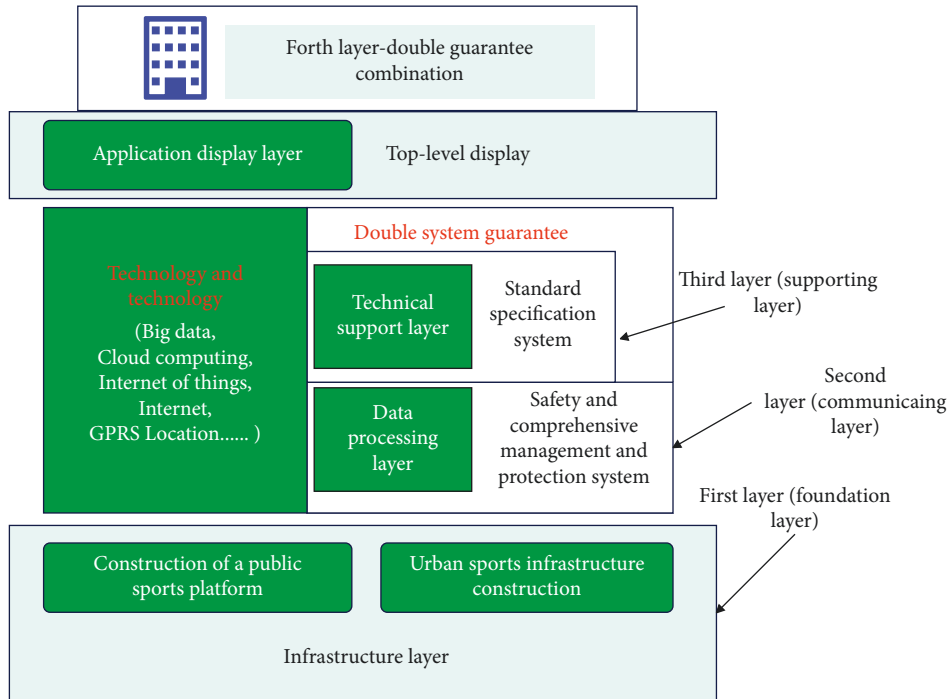 Forth layer-double guarantee
combination
Application display layer
Top-level display
Technology and
technology
(Big data,
Cloud computing,
Internet of things,
Internet,
GPRS Location...... )
Double system guarantee
Technical
support layer
Standard
specification
system
Data
processing
layer
Safety and
comprehensive
management and
protection system
Third layer (supporting
layer)
Second
layer (communicaing
layer)
First layer (foundation
layer)
Construction of a public
sports platform
Urban sports infrastructure
construction
Infrastructure layer